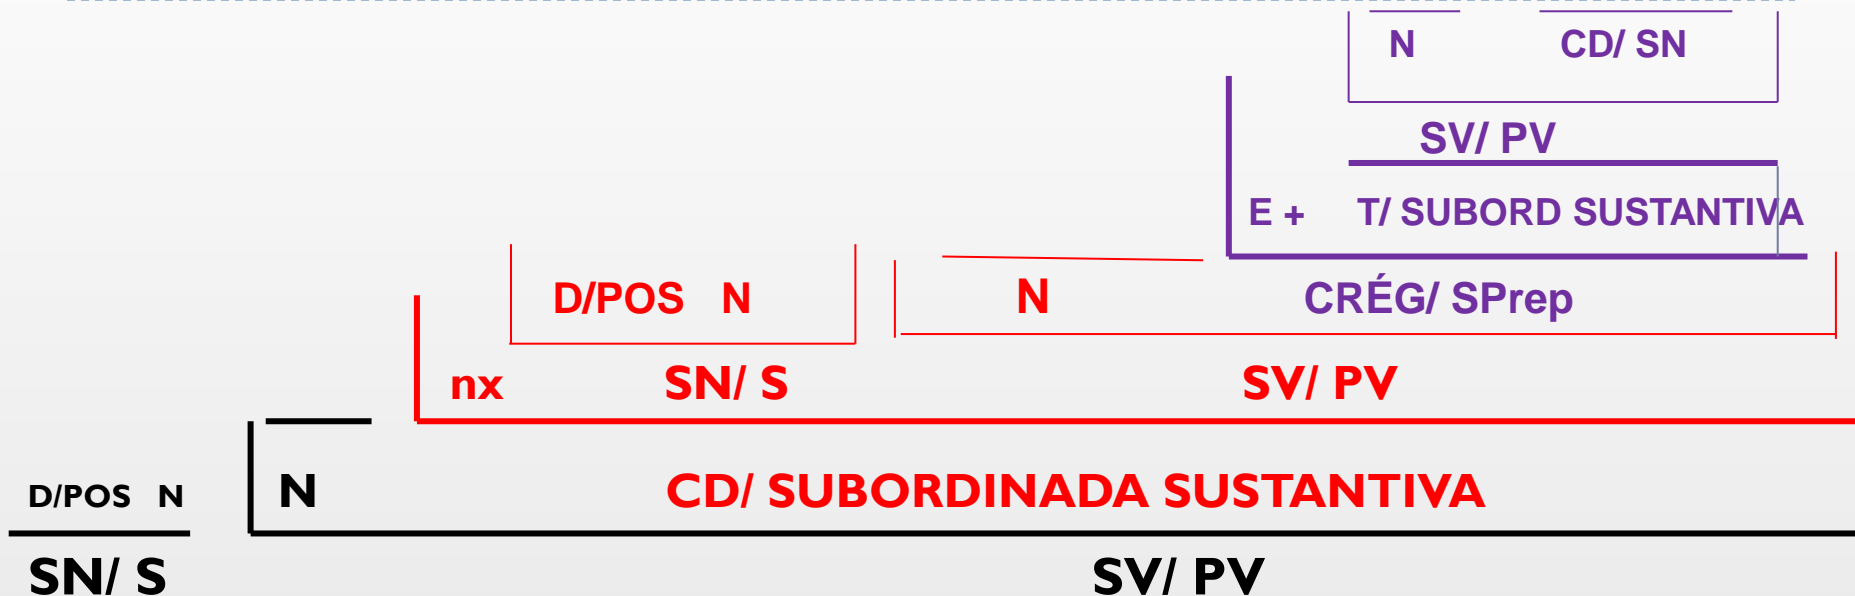 N CD/ SN
SV/ PV
E + T/ SUBORD SUSTANTIVA
D/POS N N CRÉG/ SPrep
nx SN/ S SV/ PV
D/POS N N CD/ SUBORDINADA SUSTANTIVA
SN/ S SV/ PV